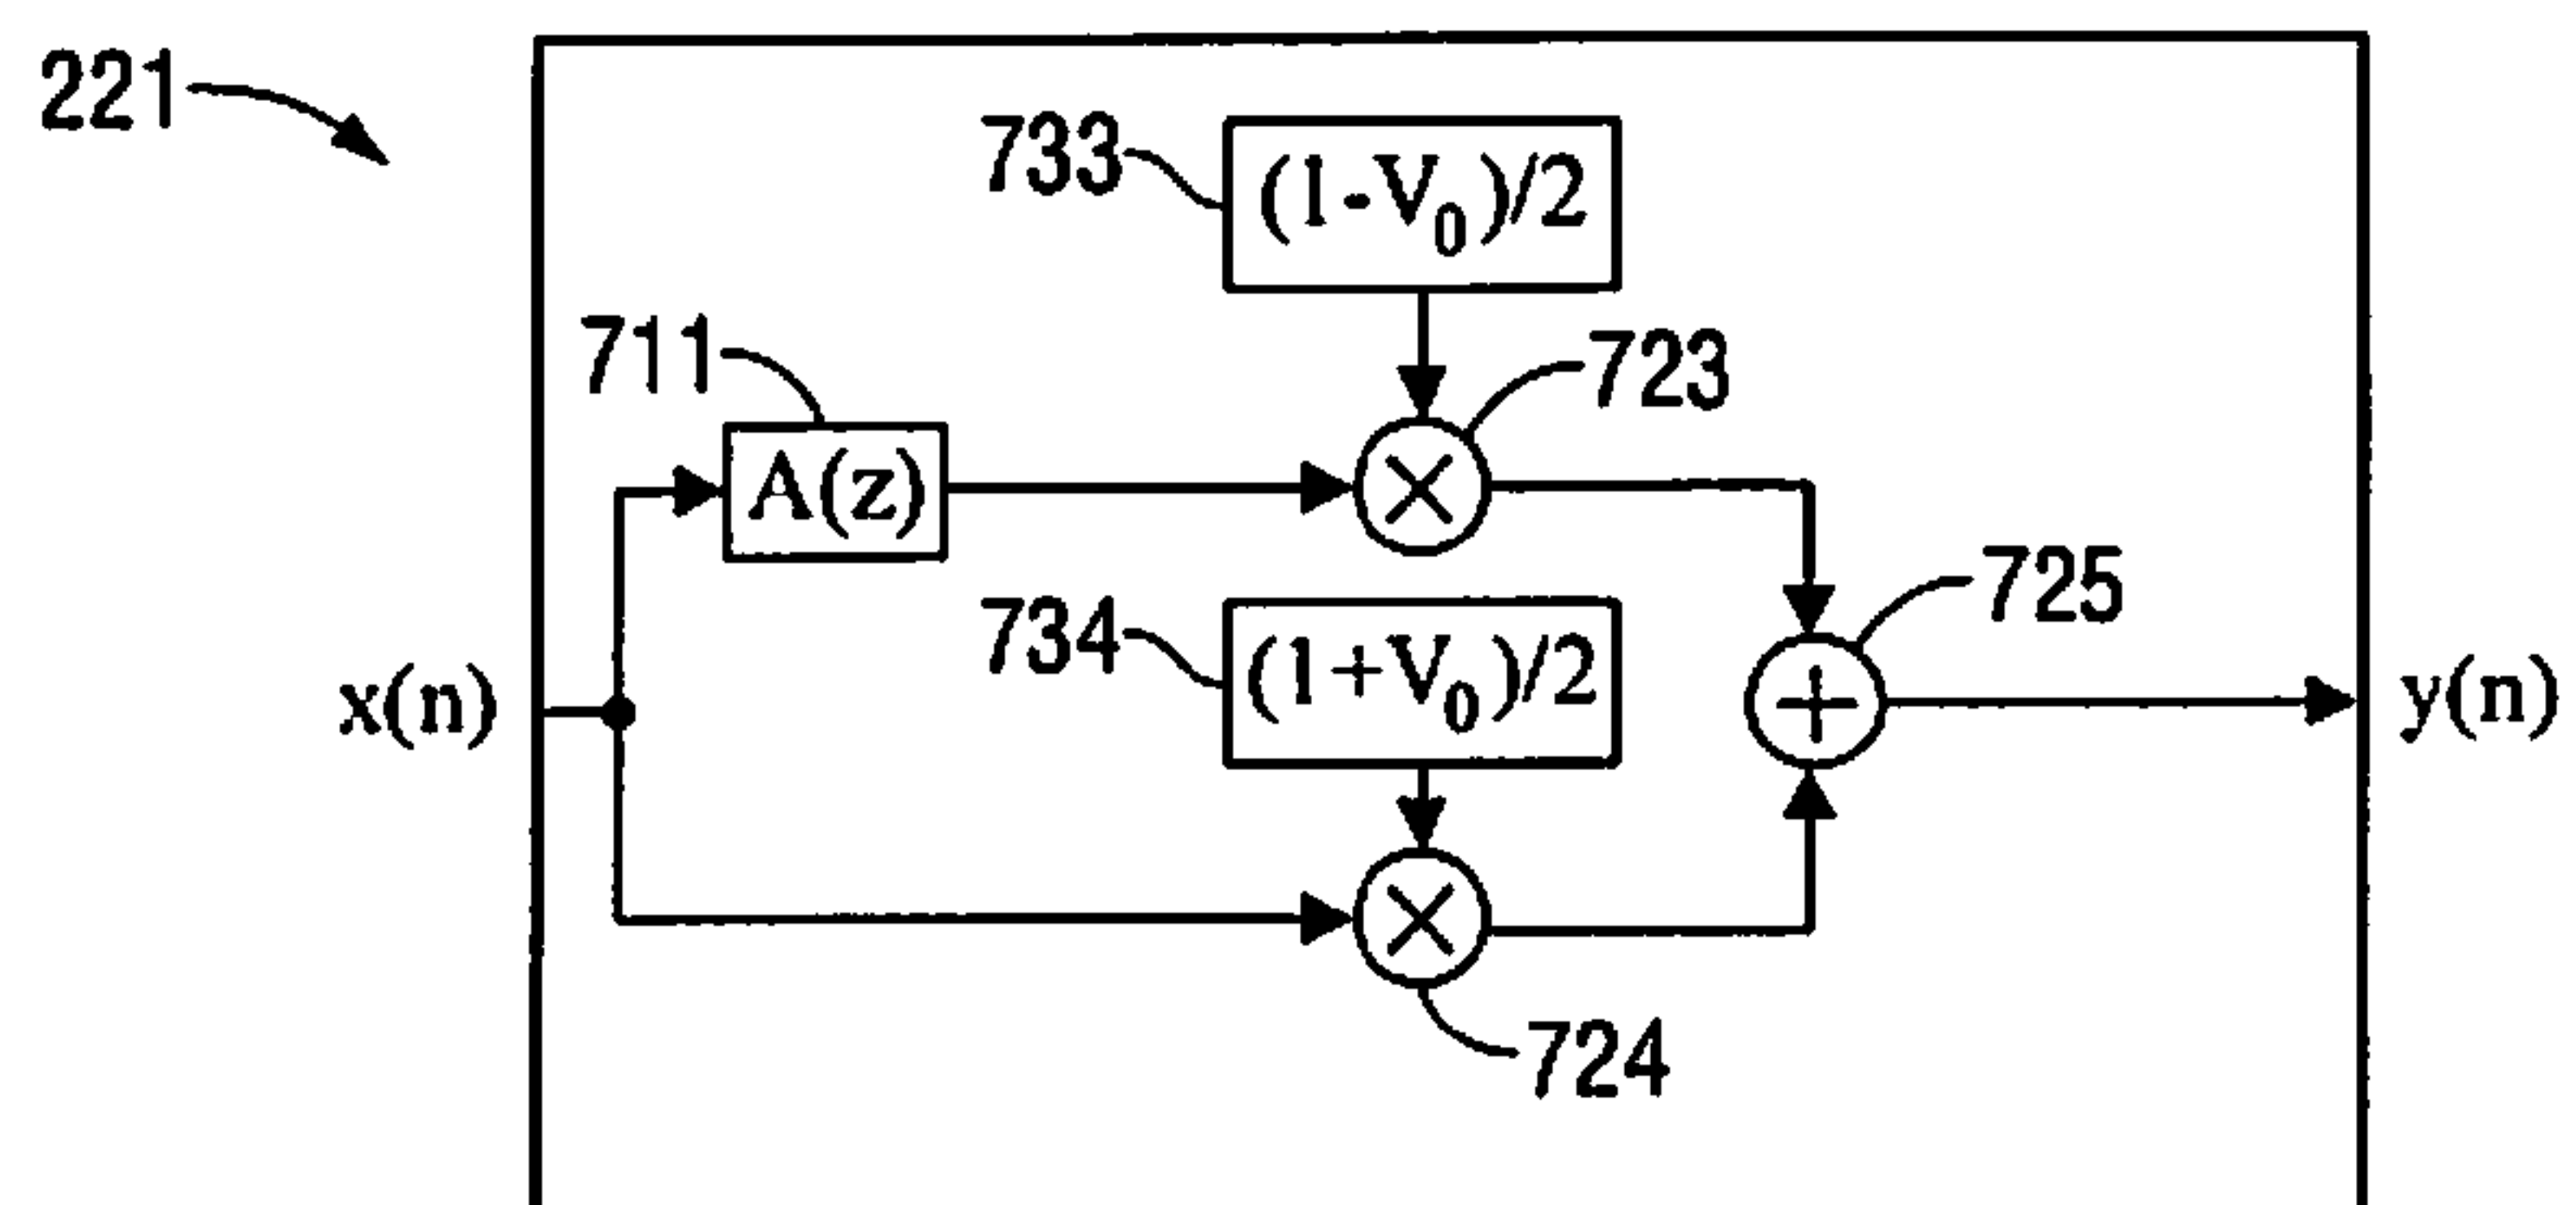 221
733
(1-V₀)/2
711
723
A(z)
734
725
(1+V₀)/2
x(n)
y(n)
724